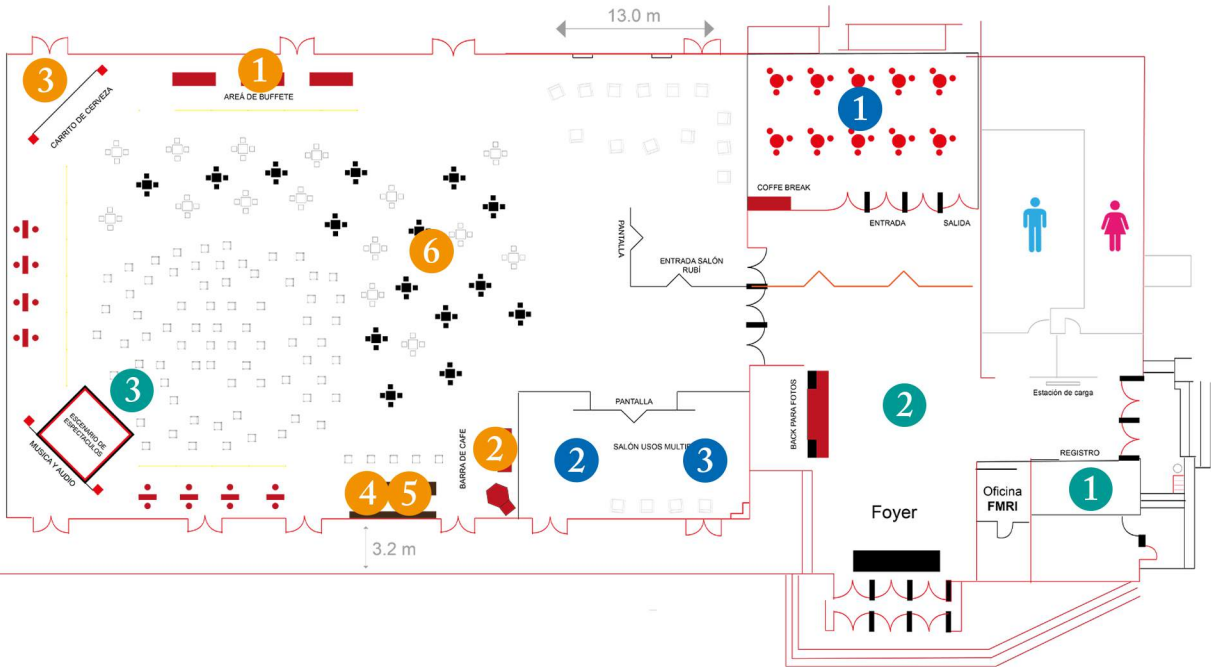 13.0 m
3
1
AREÁ DE BUFFETE
CARRITO DE CERVEZA
1
COFFE BREAK
ENTRADA
SALIDA
PANTALLA
6
ENTRADA SALÓN
RUBÍ
3
ESCENARIO DE
ESPECTACULOS
MUSICA Y AUDIO
PANTALLA
BACK PARA FOTOS
2
Estación de carga
BARRA DE CAFE
2
2
SALÓN USOS MULTIP
3
REGISTRO
4
5
Oficina
FMRI
1
Foyer
3.2 m